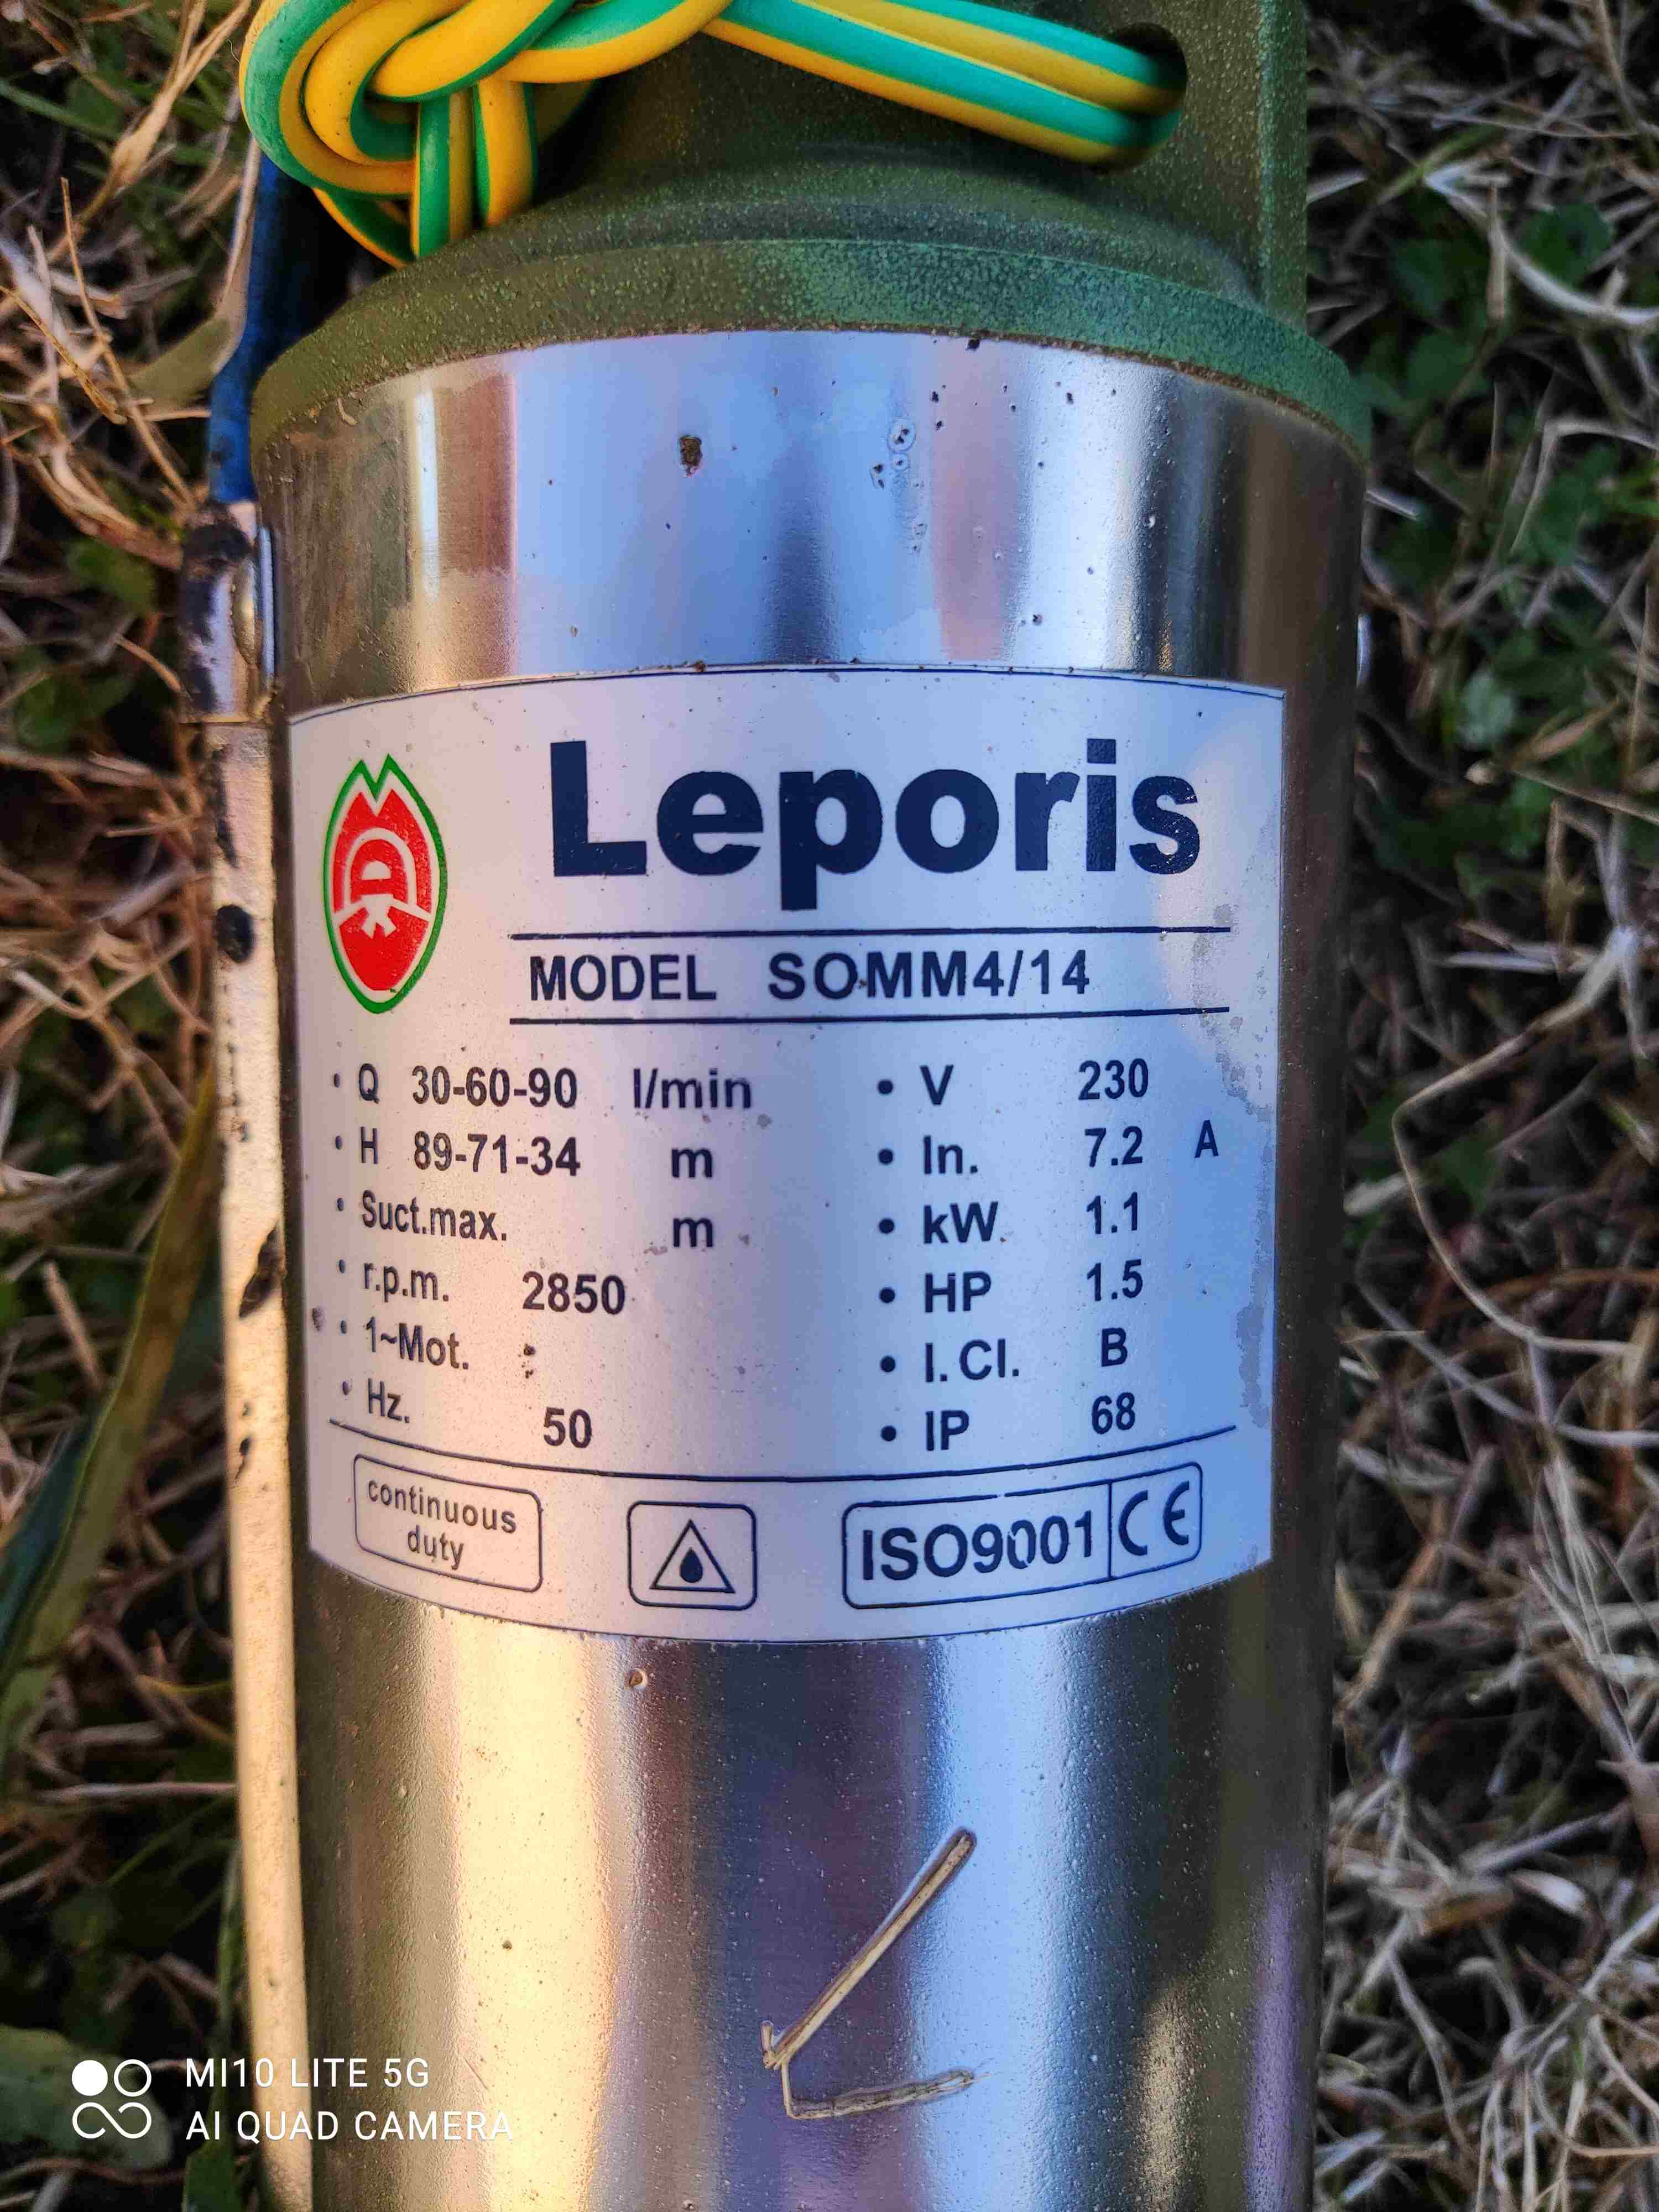 Leporis
MODEL SOMM4/14
• Q 30-60-90 l/min
• H 89-71-34 m
• Suct.max. m
• r.p.m. 2850
• 1~Mot.
• Hz. 50
• V 230
• In. 7.2 A
• kW 1.1
• HP 1.5
• I.Cl. B
• IP 68
continuous
duty
ISO9001 CE
MI10 LITE 5G
AI QUAD CAMERA